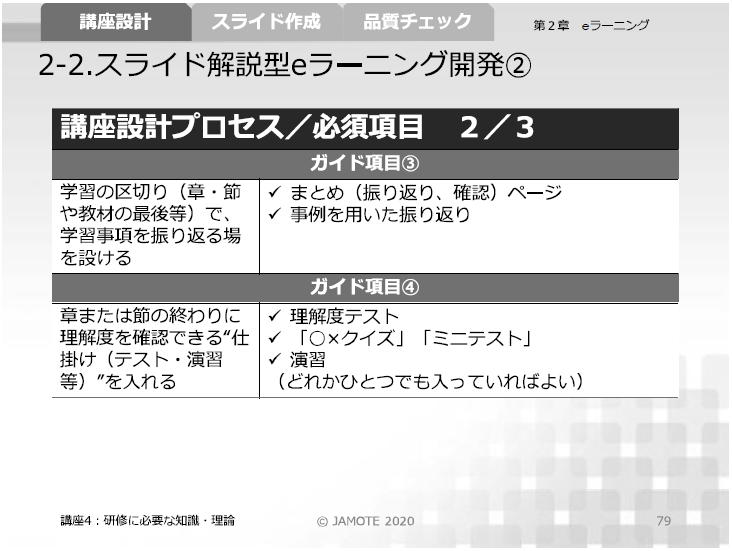 講座設計
スライド作成
品質チェック
第2章 eラーニング
2-2.スライド解説型eラーニング開発②
講座設計プロセス／必須項目　２／３
ガイド項目③
学習の区切り（章・節
や教材の最後等）で、
学習事項を振り返る場
を設ける
✓ まとめ（振り返り、確認）ページ
✓ 事例を用いた振り返り
ガイド項目④
章または節の終わりに
理解度を確認できる“仕
掛け（テスト・演習
等）”を入れる
✓ 理解度テスト
✓ 「○×クイズ」「ミニテスト」
✓ 演習
（どれかひとつでも入っていればよい）
講座4：研修に必要な知識・理論
© JAMOTE 2020
79